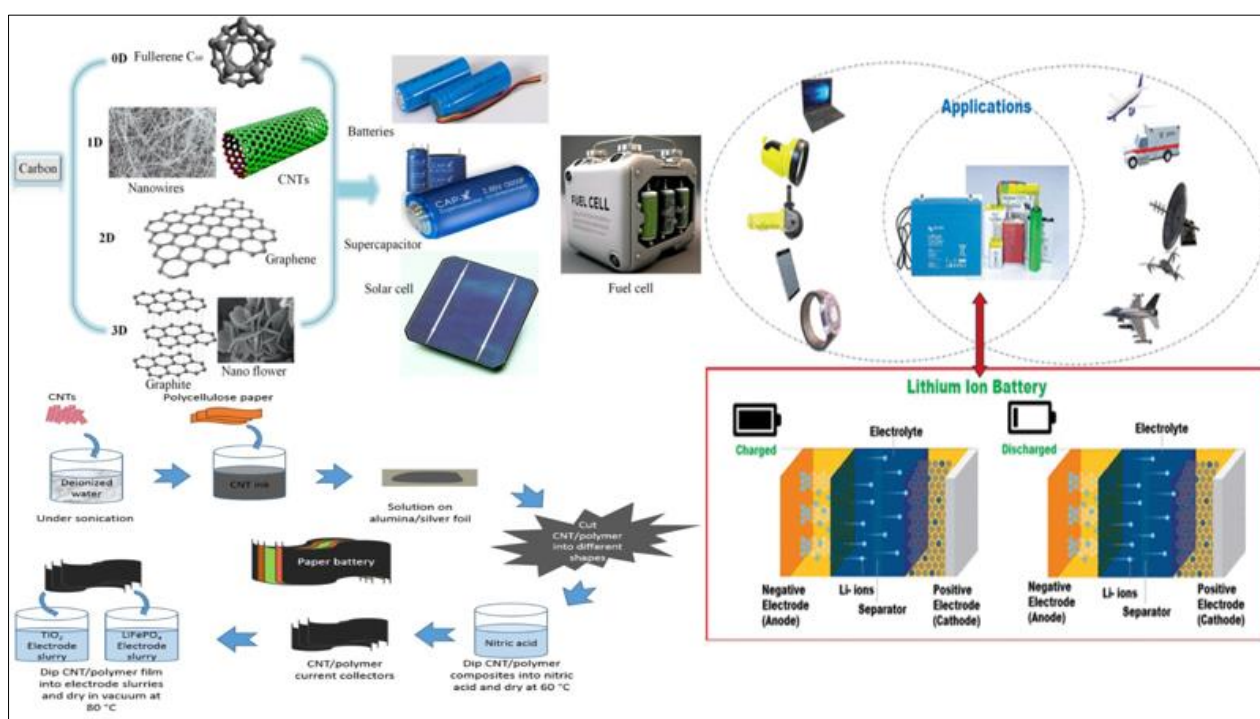 0D
Fullerene C₆₀
1D
Carbon
Nanowires
CNTs
2D
Graphene
3D
Graphite
Nano flower
Batteries
Supercapacitor
Solar cell
CAP-X
FUEL CELL
Fuel cell
Applications
Lithium Ion Battery
Charged
Electrolyte
Negative
Electrode
(Anode)
Li- ions
Separator
Positive
Electrode
(Cathode)
Discharged
Electrolyte
Negative
Electrode
(Anode)
Li- ions
Separator
Positive
Electrode
(Cathode)
CNTs
Deionized
water
Under sonication
Polycellulose paper
CNT ink
Solution on
alumina/silver foil
Cut
CNT/polymer
into different
shapes
Nitric acid
Dip CNT/polymer
composites into nitric
acid and dry at 60 °C
CNT/polymer
current collectors
Paper battery
TiO₂
Electrode
slurry
LiFePO₄
Electrode
slurry
Dip CNT/polymer film
into electrode slurries
and dry in vacuum at
80 °C